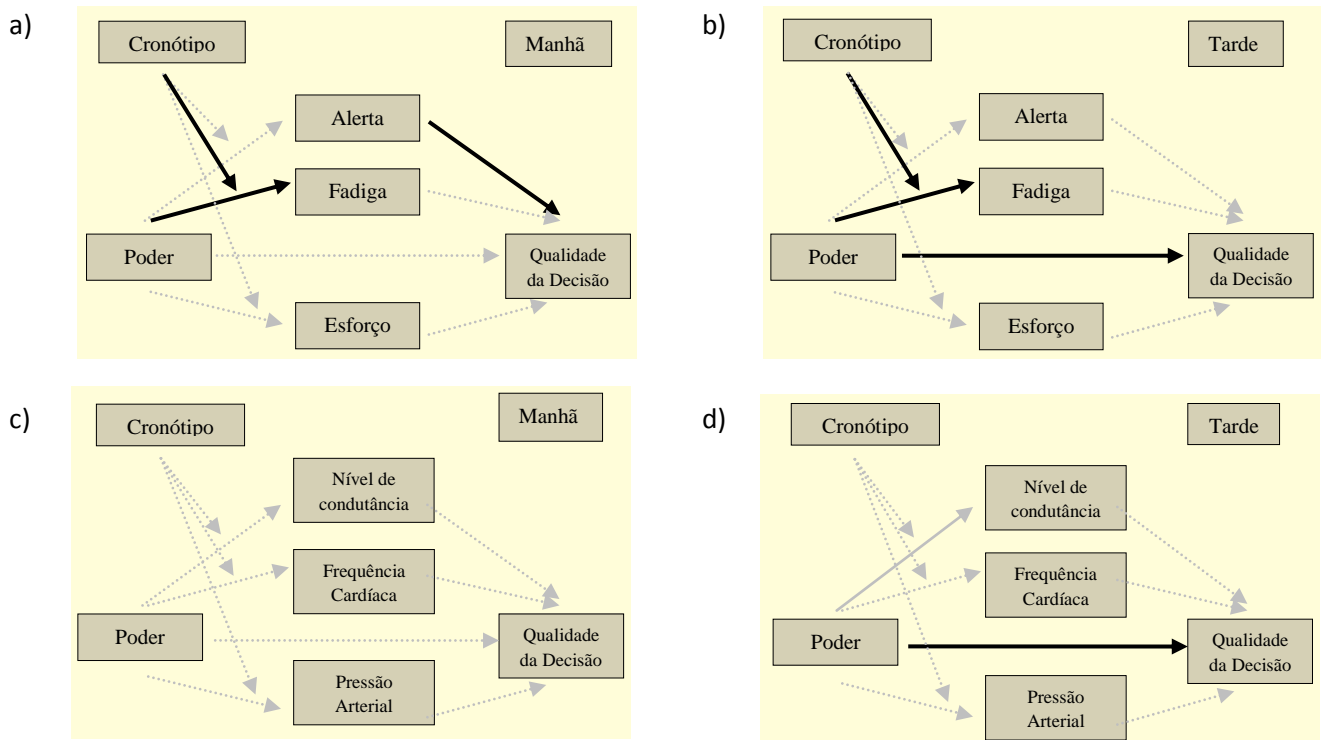 a)
Cronótipo
Manhã
Alerta
Fadiga
Poder
Qualidade
da Decisão
Esforço
b)
Cronótipo
Tarde
Alerta
Fadiga
Poder
Qualidade
da Decisão
Esforço
c)
Cronótipo
Manhã
Nível de
condutância
Frequência
Cardíaca
Poder
Qualidade
da Decisão
Pressão
Arterial
d)
Cronótipo
Tarde
Nível de
condutância
Frequência
Cardíaca
Poder
Qualidade
da Decisão
Pressão
Arterial